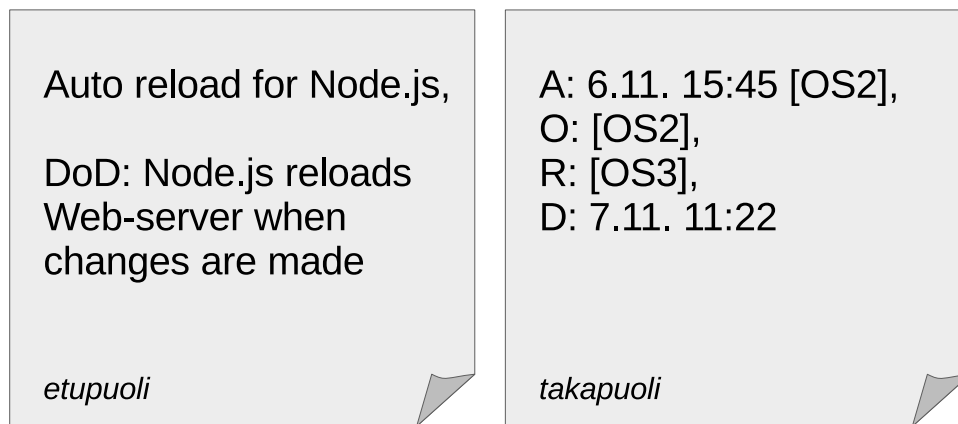 Auto reload for Node.js,
DoD: Node.js reloads
Web-server when
changes are made
etupuoli
A: 6.11. 15:45 [OS2],
O: [OS2],
R: [OS3],
D: 7.11. 11:22
takapuoli